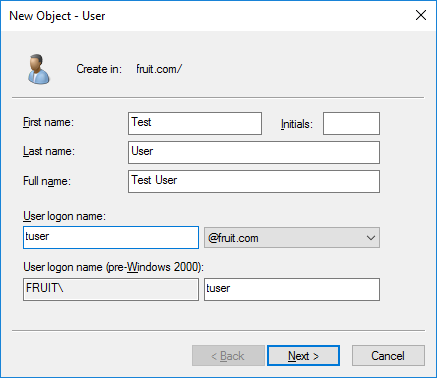 New Object - User
Create in: fruit.com/
First name: Test Initials:
Last name: User
Full name: Test User
User logon name:
tuser @fruit.com
User logon name (pre-Windows 2000):
FRUIT\ tuser
< Back Next > Cancel